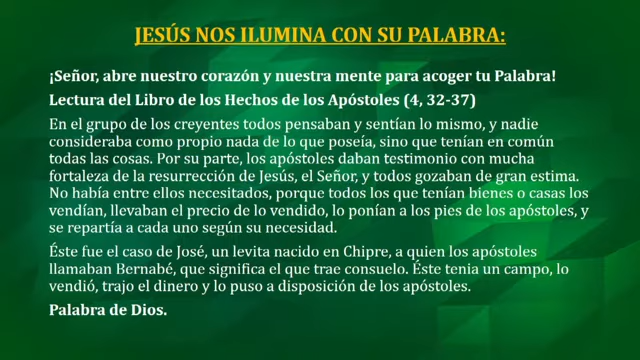 JESÚS NOS ILUMINA CON SU PALABRA:
¡Señor, abre nuestro corazón y nuestra mente para acoger tu Palabra!
Lectura del Libro de los Hechos de los Apóstoles (4, 32-37)
En el grupo de los creyentes todos pensaban y sentían lo mismo, y nadie
consideraba como propio nada de lo que poseía, sino que tenían en común
todas las cosas. Por su parte, los apóstoles daban testimonio con mucha
fortaleza de la resurrección de Jesús, el Señor, y todos gozaban de gran estima.
No había entre ellos necesitados, porque todos los que tenían bienes o casas los
vendían, llevaban el precio de lo vendido, lo ponían a los pies de los apóstoles, y
se repartía a cada uno según su necesidad.
Éste fue el caso de José, un levita nacido en Chipre, a quien los apóstoles
llamaban Bernabé, que significa el que trae consuelo. Éste tenia un campo, lo
vendió, trajo el dinero y lo puso a disposición de los apóstoles.
Palabra de Dios.